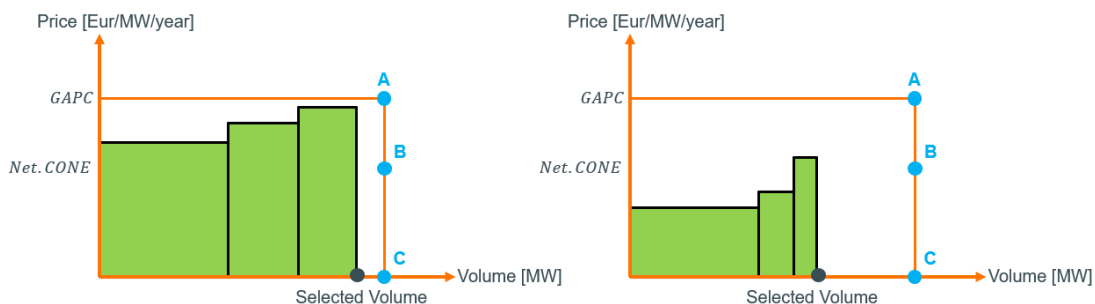 Price [Eur/MW/year]
GAPC
Net.CONE
A
B
C
Volume [MW]
Selected Volume
Price [Eur/MW/year]
GAPC
Net.CONE
A
B
C
Volume [MW]
Selected Volume